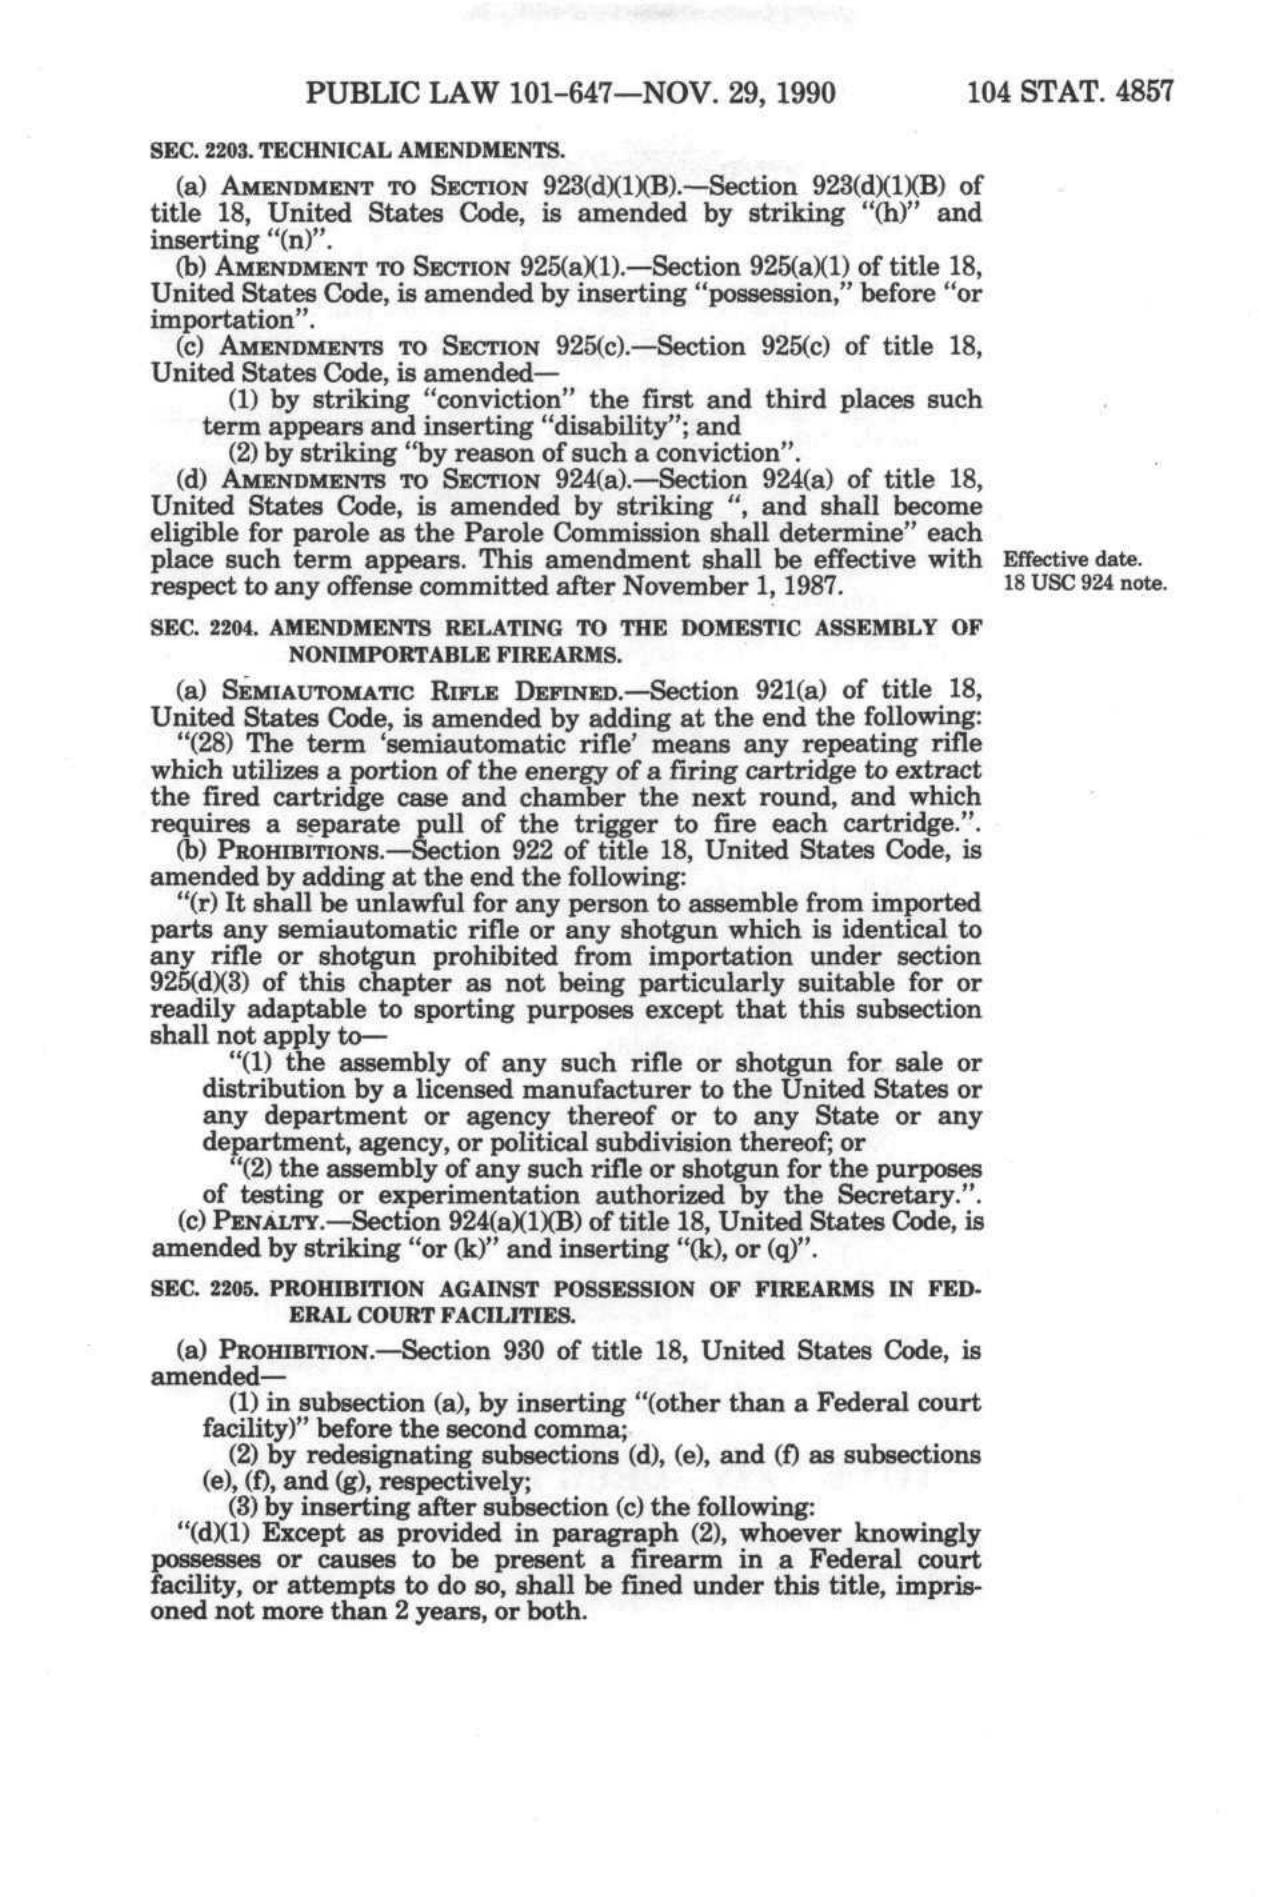 PUBLIC LAW 101-647—NOV. 29, 1990 104 STAT. 4857
SEC. 2203. TECHNICAL AMENDMENTS.
(a) AMENDMENT TO SECTION 923(d)(1)(B).—Section 923(d)(1)(B) of
title 18, United States Code, is amended by striking “(h)” and
inserting “(n)”.
(b) AMENDMENT TO SECTION 925(a)(1).—Section 925(a)(1) of title 18,
United States Code, is amended by inserting “possession,” before “or
importation”.
(c) AMENDMENTS TO SECTION 925(c).—Section 925(c) of title 18,
United States Code, is amended—
(1) by striking “conviction” the first and third places such
term appears and inserting “disability”; and
(2) by striking “by reason of such a conviction”.
(d) AMENDMENTS TO SECTION 924(a).—Section 924(a) of title 18,
United States Code, is amended by striking “, and shall become
eligible for parole as the Parole Commission shall determine” each
place such term appears. This amendment shall be effective with
respect to any offense committed after November 1, 1987.
Effective date.
18 USC 924 note.
SEC. 2204. AMENDMENTS RELATING TO THE DOMESTIC ASSEMBLY OF
NONIMPORTABLE FIREARMS.
(a) SEMIAUTOMATIC RIFLE DEFINED.—Section 921(a) of title 18,
United States Code, is amended by adding at the end the following:
“(28) The term ‘semiautomatic rifle’ means any repeating rifle
which utilizes a portion of the energy of a firing cartridge to extract
the fired cartridge case and chamber the next round, and which
requires a separate pull of the trigger to fire each cartridge.”.
(b) PROHIBITIONS.—Section 922 of title 18, United States Code, is
amended by adding at the end the following:
“(r) It shall be unlawful for any person to assemble from imported
parts any semiautomatic rifle or any shotgun which is identical to
any rifle or shotgun prohibited from importation under section
925(d)(3) of this chapter as not being particularly suitable for or
readily adaptable to sporting purposes except that this subsection
shall not apply to—
“(1) the assembly of any such rifle or shotgun for sale or
distribution by a licensed manufacturer to the United States or
any department or agency thereof or to any State or any
department, agency, or political subdivision thereof; or
“(2) the assembly of any such rifle or shotgun for the purposes
of testing or experimentation authorized by the Secretary.”.
(c) PENALTY.—Section 924(a)(1)(B) of title 18, United States Code, is
amended by striking “or (k)” and inserting “(k), or (q)”.
SEC. 2205. PROHIBITION AGAINST POSSESSION OF FIREARMS IN FED-
ERAL COURT FACILITIES.
(a) PROHIBITION.—Section 930 of title 18, United States Code, is
amended—
(1) in subsection (a), by inserting “(other than a Federal court
facility)” before the second comma;
(2) by redesignating subsections (d), (e), and (f) as subsections
(e), (f), and (g), respectively;
(3) by inserting after subsection (c) the following:
“(d)(1) Except as provided in paragraph (2), whoever knowingly
possesses or causes to be present a firearm in a Federal court
facility, or attempts to do so, shall be fined under this title, impris-
oned not more than 2 years, or both.